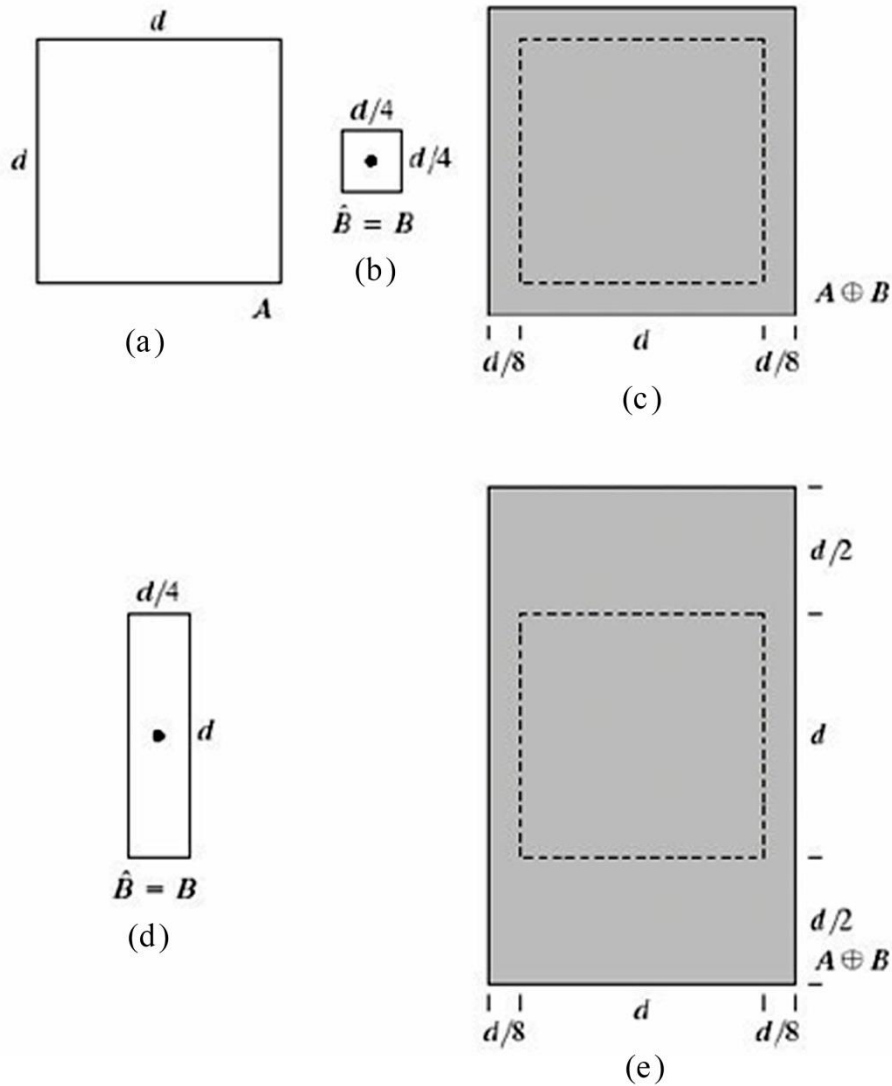 d
d
A
(a)
d/4
d/4
B̂ = B
(b)
A ⊕ B
d/8
d
d/8
(c)
d/4
d
B̂ = B
(d)
d/2
d
d/2
A ⊕ B
d/8
d
d/8
(e)